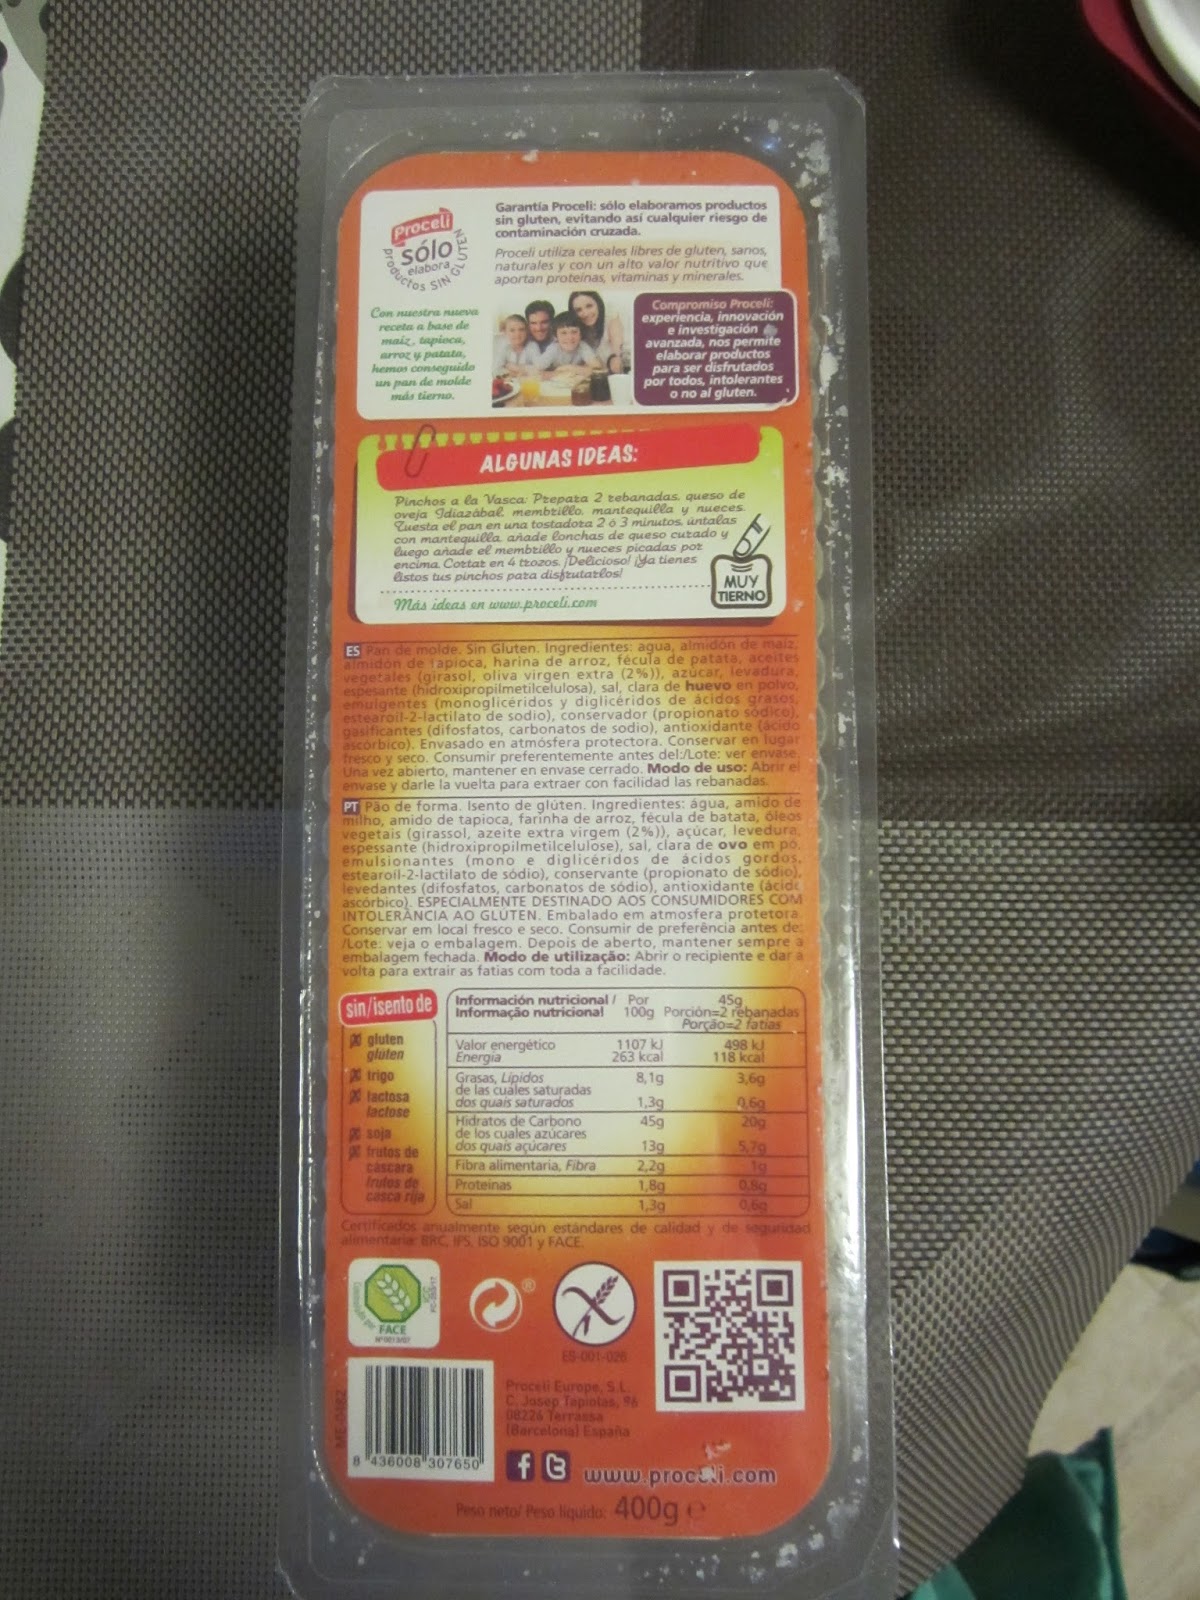 Proceli
sólo
elabora
productos SIN GLUTEN
Garantía Proceli: sólo elaboramos productos
sin gluten, evitando así cualquier riesgo de
contaminación cruzada.
Proceli utiliza cereales libres de gluten, sanos,
naturales y con un alto valor nutritivo que
aportan proteínas, vitaminas y minerales.
Con nuestra nueva
receta a base de
maíz, tapioca,
arroz y patata,
hemos conseguido
un pan de molde
más tierno.
Compromiso Proceli:
experiencia, innovación
e investigación
avanzada, nos permite
elaborar productos
para ser disfrutados
por todos, intolerantes
o no al gluten.
ALGUNAS IDEAS:
Pinchos a la Vasca: Prepara 2 rebanadas, queso de
oveja Idiazábal, membrillo, mantequilla y nueces.
Tuesta el pan en una tostadora 2 ó 3 minutos, úntalas
con mantequilla, añade lonchas de queso curado y
luego añade el membrillo y nueces picadas por
encima. Cortar en 4 trozos. ¡Delicioso! ¡Ya tienes
listos tus pinchos para disfrutarlos!
Más ideas en www.proceli.com
MUY
TIERNO
ES Pan de molde. Sin Gluten. Ingredientes: agua, almidón de maíz,
almidón de tapioca, harina de arroz, fécula de patata, aceites
vegetales (girasol, oliva virgen extra (2%)), azúcar, levadura,
espesante (hidroxipropilmetilcelulosa), sal, clara de huevo en polvo,
emulgentes (monoglicéridos y diglicéridos de ácidos grasos,
estearoil-2-lactilato de sodio), conservador (propionato sódico),
gasificantes (difosfatos, carbonatos de sodio), antioxidante (ácido
ascórbico). Envasado en atmósfera protectora. Conservar en lugar
fresco y seco. Consumir preferentemente antes del:/Lote: ver envase.
Una vez abierto, mantener en envase cerrado. Modo de uso: Abrir el
envase y darle la vuelta para extraer con facilidad las rebanadas.
PT Pão de forma. Isento de glúten. Ingredientes: água, amido de
milho, amido de tapioca, farinha de arroz, fécula de batata, óleos
vegetais (girassol, azeite extra virgem (2%)), açúcar, levedura,
espessante (hidroxipropilmetilcelulose), sal, clara de ovo em pó,
emulsionantes (mono e diglicéridos de ácidos gordos,
estearoil-2-lactilato de sódio), conservante (propionato de sódio),
levedantes (difosfatos, carbonatos de sódio), antioxidante (ácido
ascórbico). ESPECIALMENTE DESTINADO AOS CONSUMIDORES COM
INTOLERÂNCIA AO GLÚTEN. Embalado em atmosfera protetora.
Conservar em local fresco e seco. Consumir de preferência antes de:
/Lote: veja o embalagem. Depois de aberto, mantener sempre a
embalagem fechada. Modo de utilização: Abrir o recipiente e dar a
volta para extrair as fatias com toda a facilidade.
sin/isento de
gluten
glúten
trigo
lactosa
lactose
soja
frutos de
cáscara
frutos de
casca rija
Información nutricional / Por 45g
Informação nutricional 100g Porción=2 rebanadas
Porção=2 fatias
Valor energético 1107 kJ 498 kJ
Energia 263 kcal 118 kcal
Grasas, Lípidos 8,1g 3,6g
de las cuales saturadas
dos quais saturados 1,3g 0,6g
Hidratos de Carbono 45g 20g
de los cuales azúcares
dos quais açúcares 13g 5,7g
Fibra alimentaria, Fibra 2,2g 1g
Proteínas 1,8g 0,8g
Sal 1,3g 0,6g
Certificados anualmente según estándares de calidad y de seguridad
alimentaria: BRC, IFS, ISO 9001 y FACE.
Controlado por
FACE
®
ES-001-026
Proceli Europe, S.L.
C. Josep Tapiolas, 96
08226 Terrassa
(Barcelona) España
8 436008 307650
f t www.proceli.com
Peso neto/ Peso líquido: 400g e